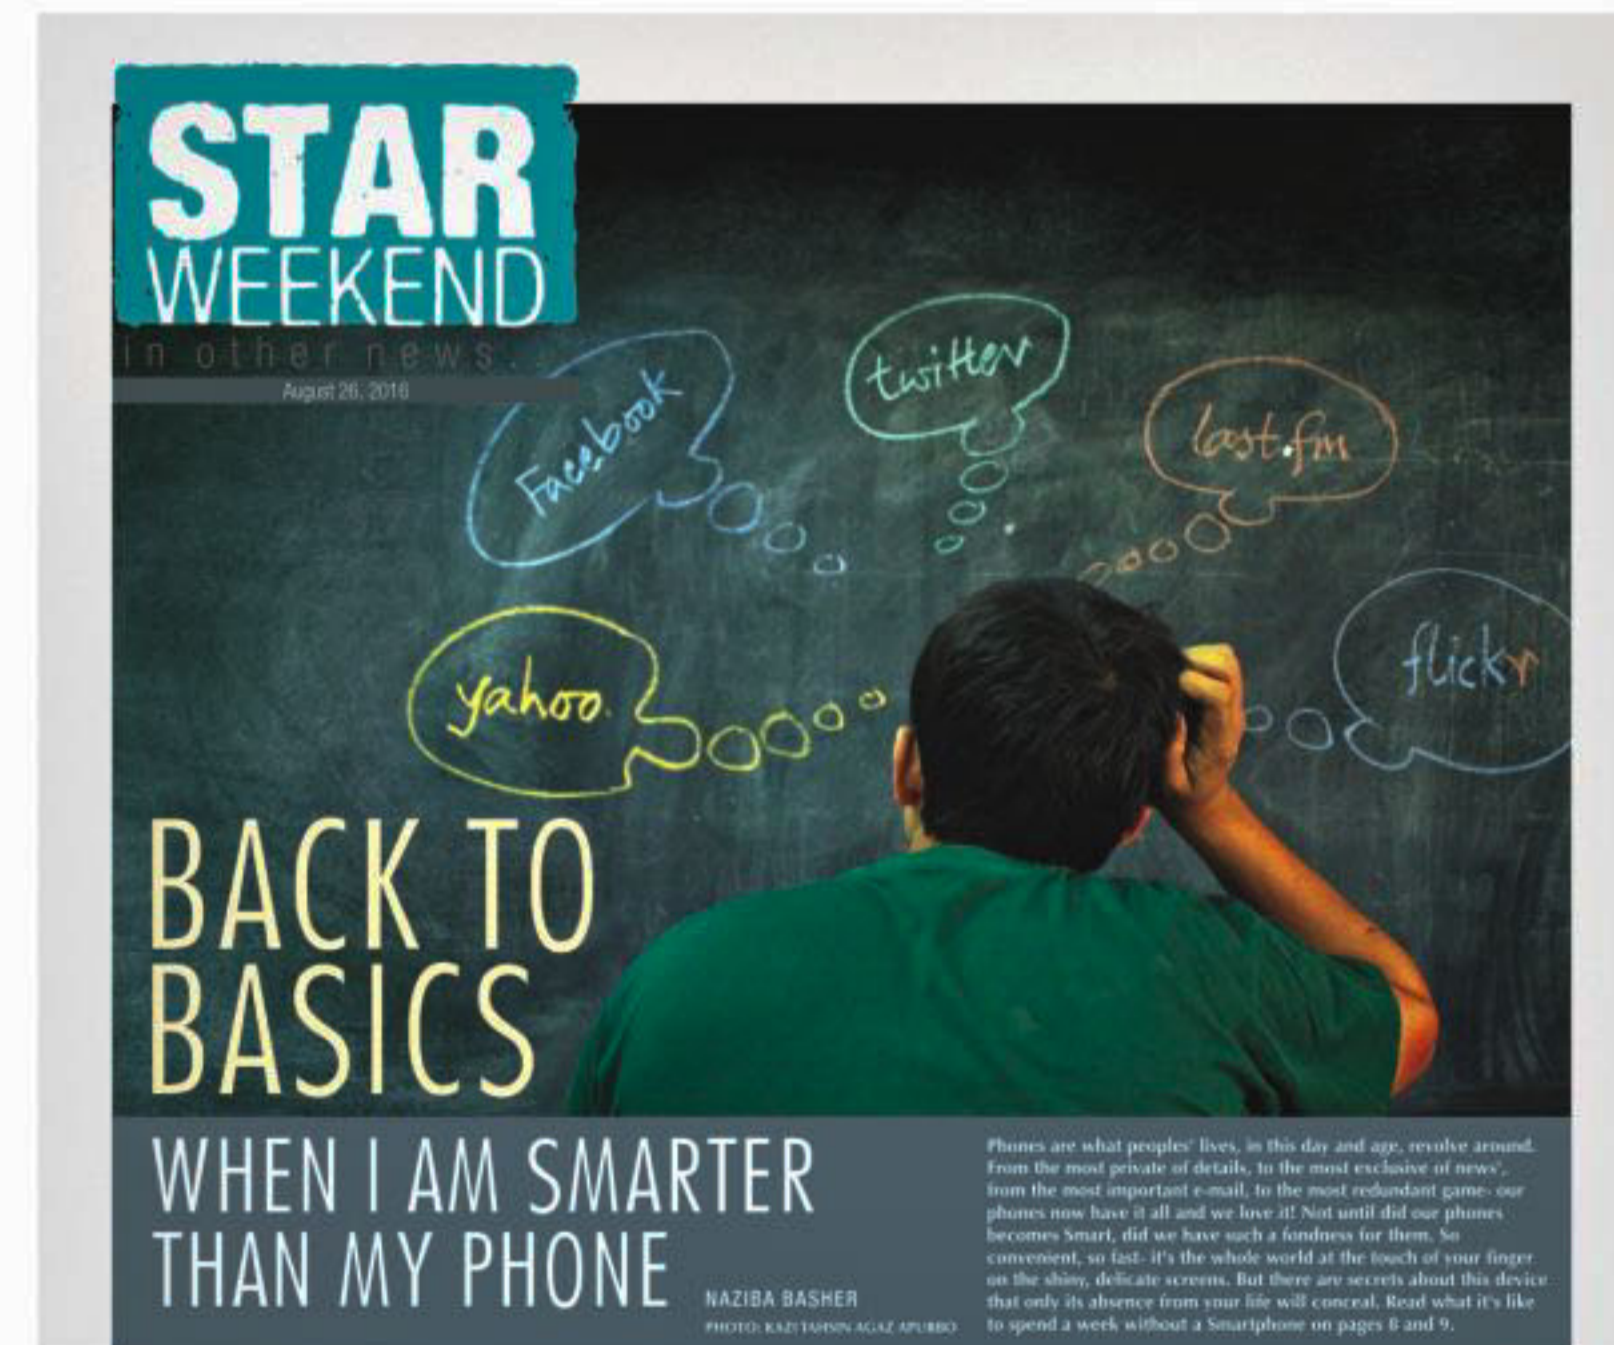 STAR
WEEKEND
in other news.
August 26, 2016
Facebook
twitter
last.fm
yahoo.
flickr
BACK TO
BASICS
WHEN I AM SMARTER
THAN MY PHONE
NAZIBA BASHER
PHOTO: KAZI TAHSIN AGAZ APURBO
Phones are what peoples' lives, in this day and age, revolve around.
From the most private of details, to the most exclusive of news',
from the most important e-mail, to the most redundant game- our
phones now have it all and we love it! Not until did our phones
becomes Smart, did we have such a fondness for them. So
convenient, so fast- it's the whole world at the touch of your finger
on the shiny, delicate screens. But there are secrets about this device
that only its absence from your life will conceal. Read what it's like
to spend a week without a Smartphone on pages 8 and 9.